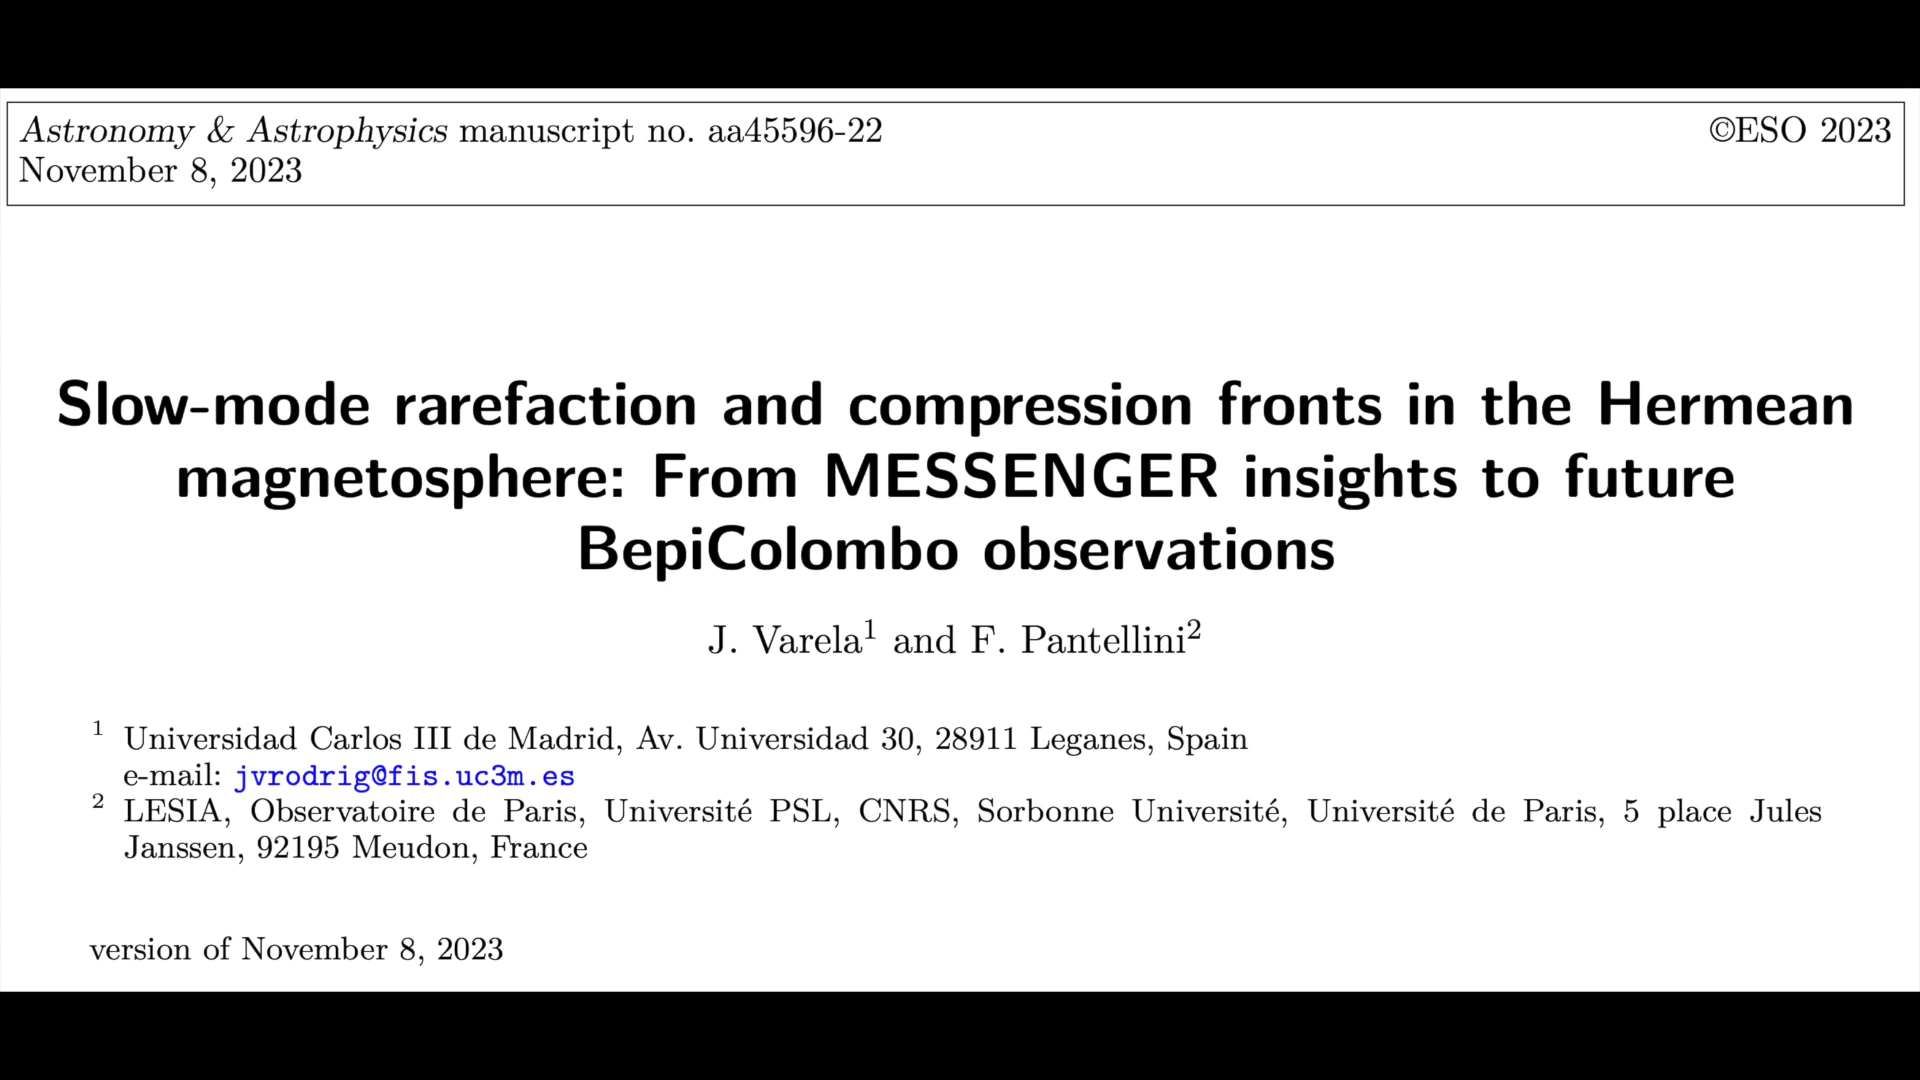 Astronomy & Astrophysics manuscript no. aa45596-22
©ESO 2023
November 8, 2023
Slow-mode rarefaction and compression fronts in the Hermean
magnetosphere: From MESSENGER insights to future
BepiColombo observations
J. Varela¹ and F. Pantellini²
¹ Universidad Carlos III de Madrid, Av. Universidad 30, 28911 Leganes, Spain
e-mail: jvrodrig@fis.uc3m.es
² LESIA, Observatoire de Paris, Université PSL, CNRS, Sorbonne Université, Université de Paris, 5 place Jules
Janssen, 92195 Meudon, France
version of November 8, 2023